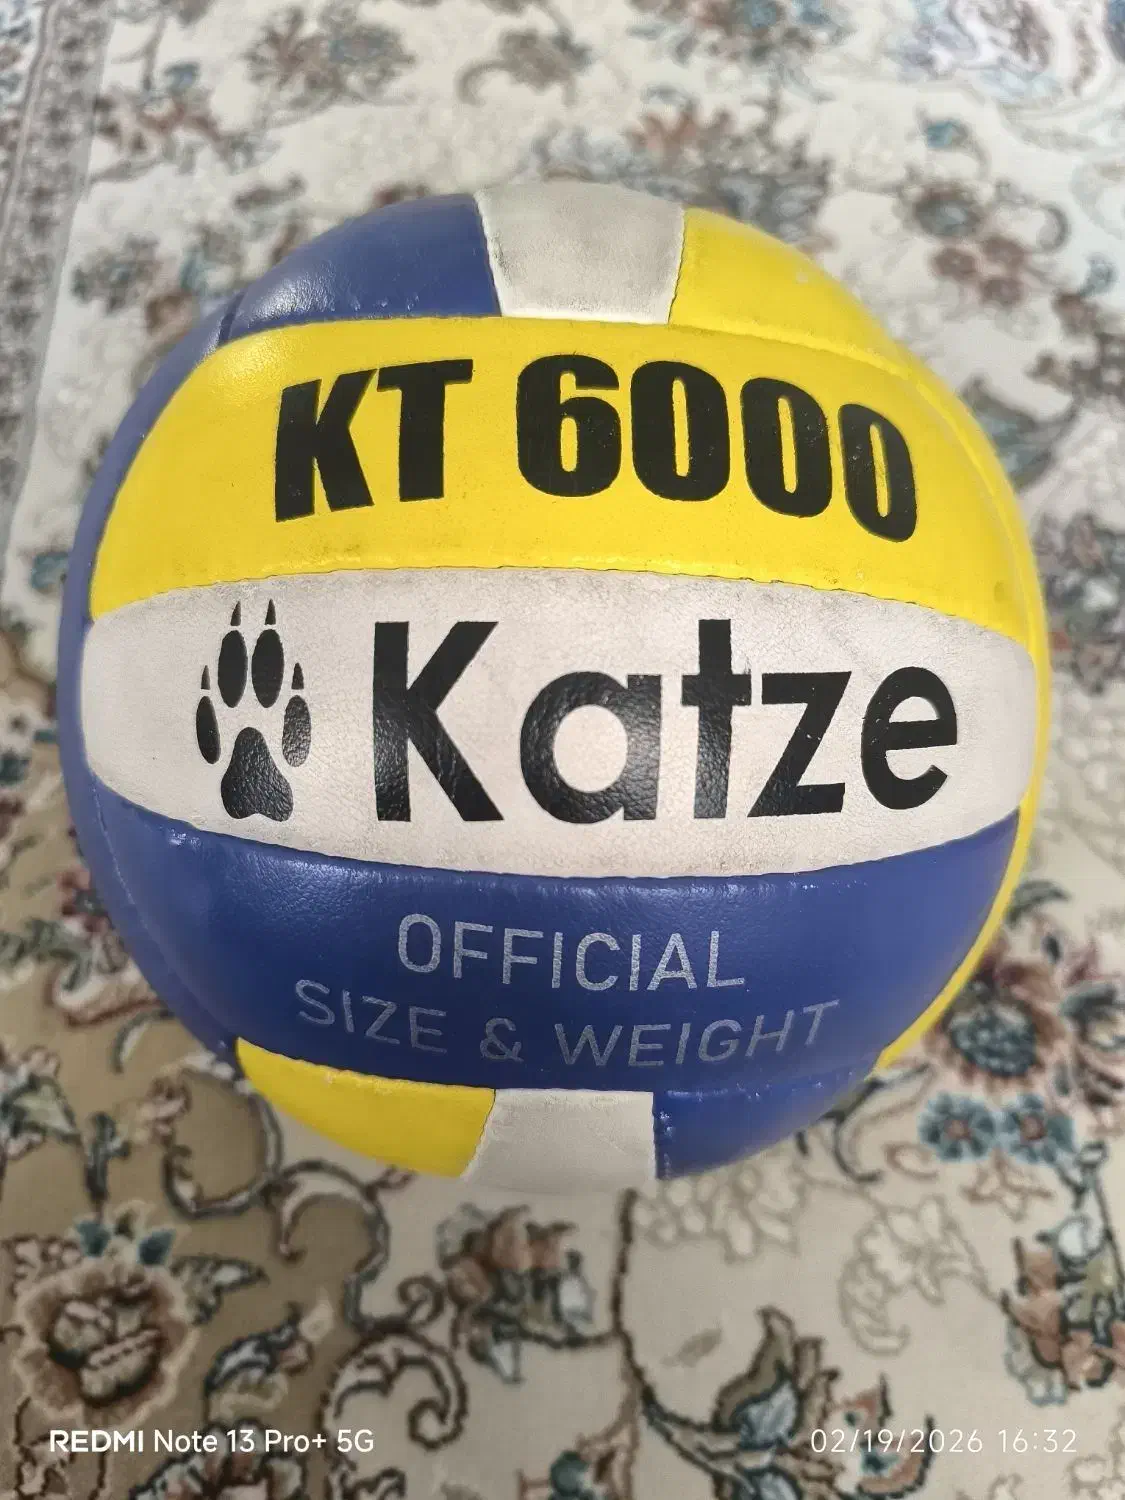 KT 6000
Katze
OFFICIAL
SIZE & WEIGHT
REDMI Note 13 Pro+ 5G
02/19/2026 16:32